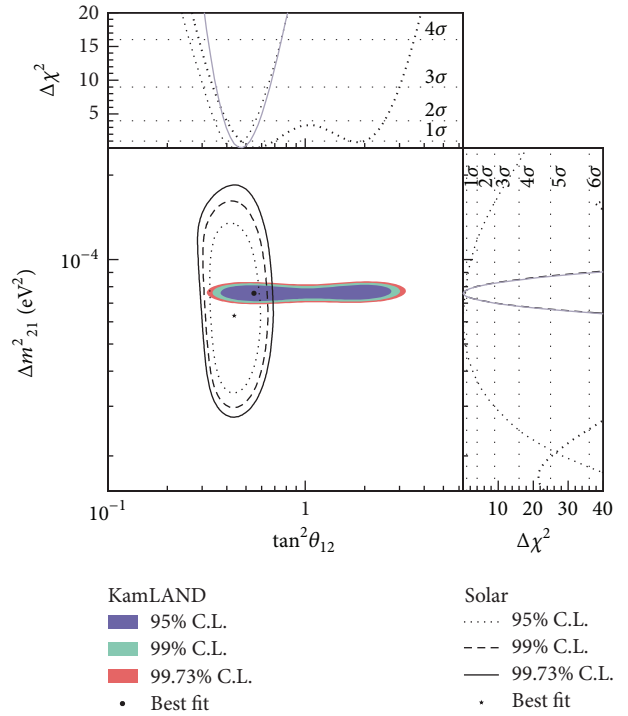 20
15
10
5
Δχ²
4σ
3σ
2σ
1σ
1σ
2σ
3σ
4σ
5σ
6σ
10⁻⁴
Δm²₂₁ (eV²)
10⁻¹
1
tan²θ₁₂
10
20
30
40
Δχ²
KamLAND
95% C.L.
99% C.L.
99.73% C.L.
Best fit
Solar
95% C.L.
99% C.L.
99.73% C.L.
Best fit